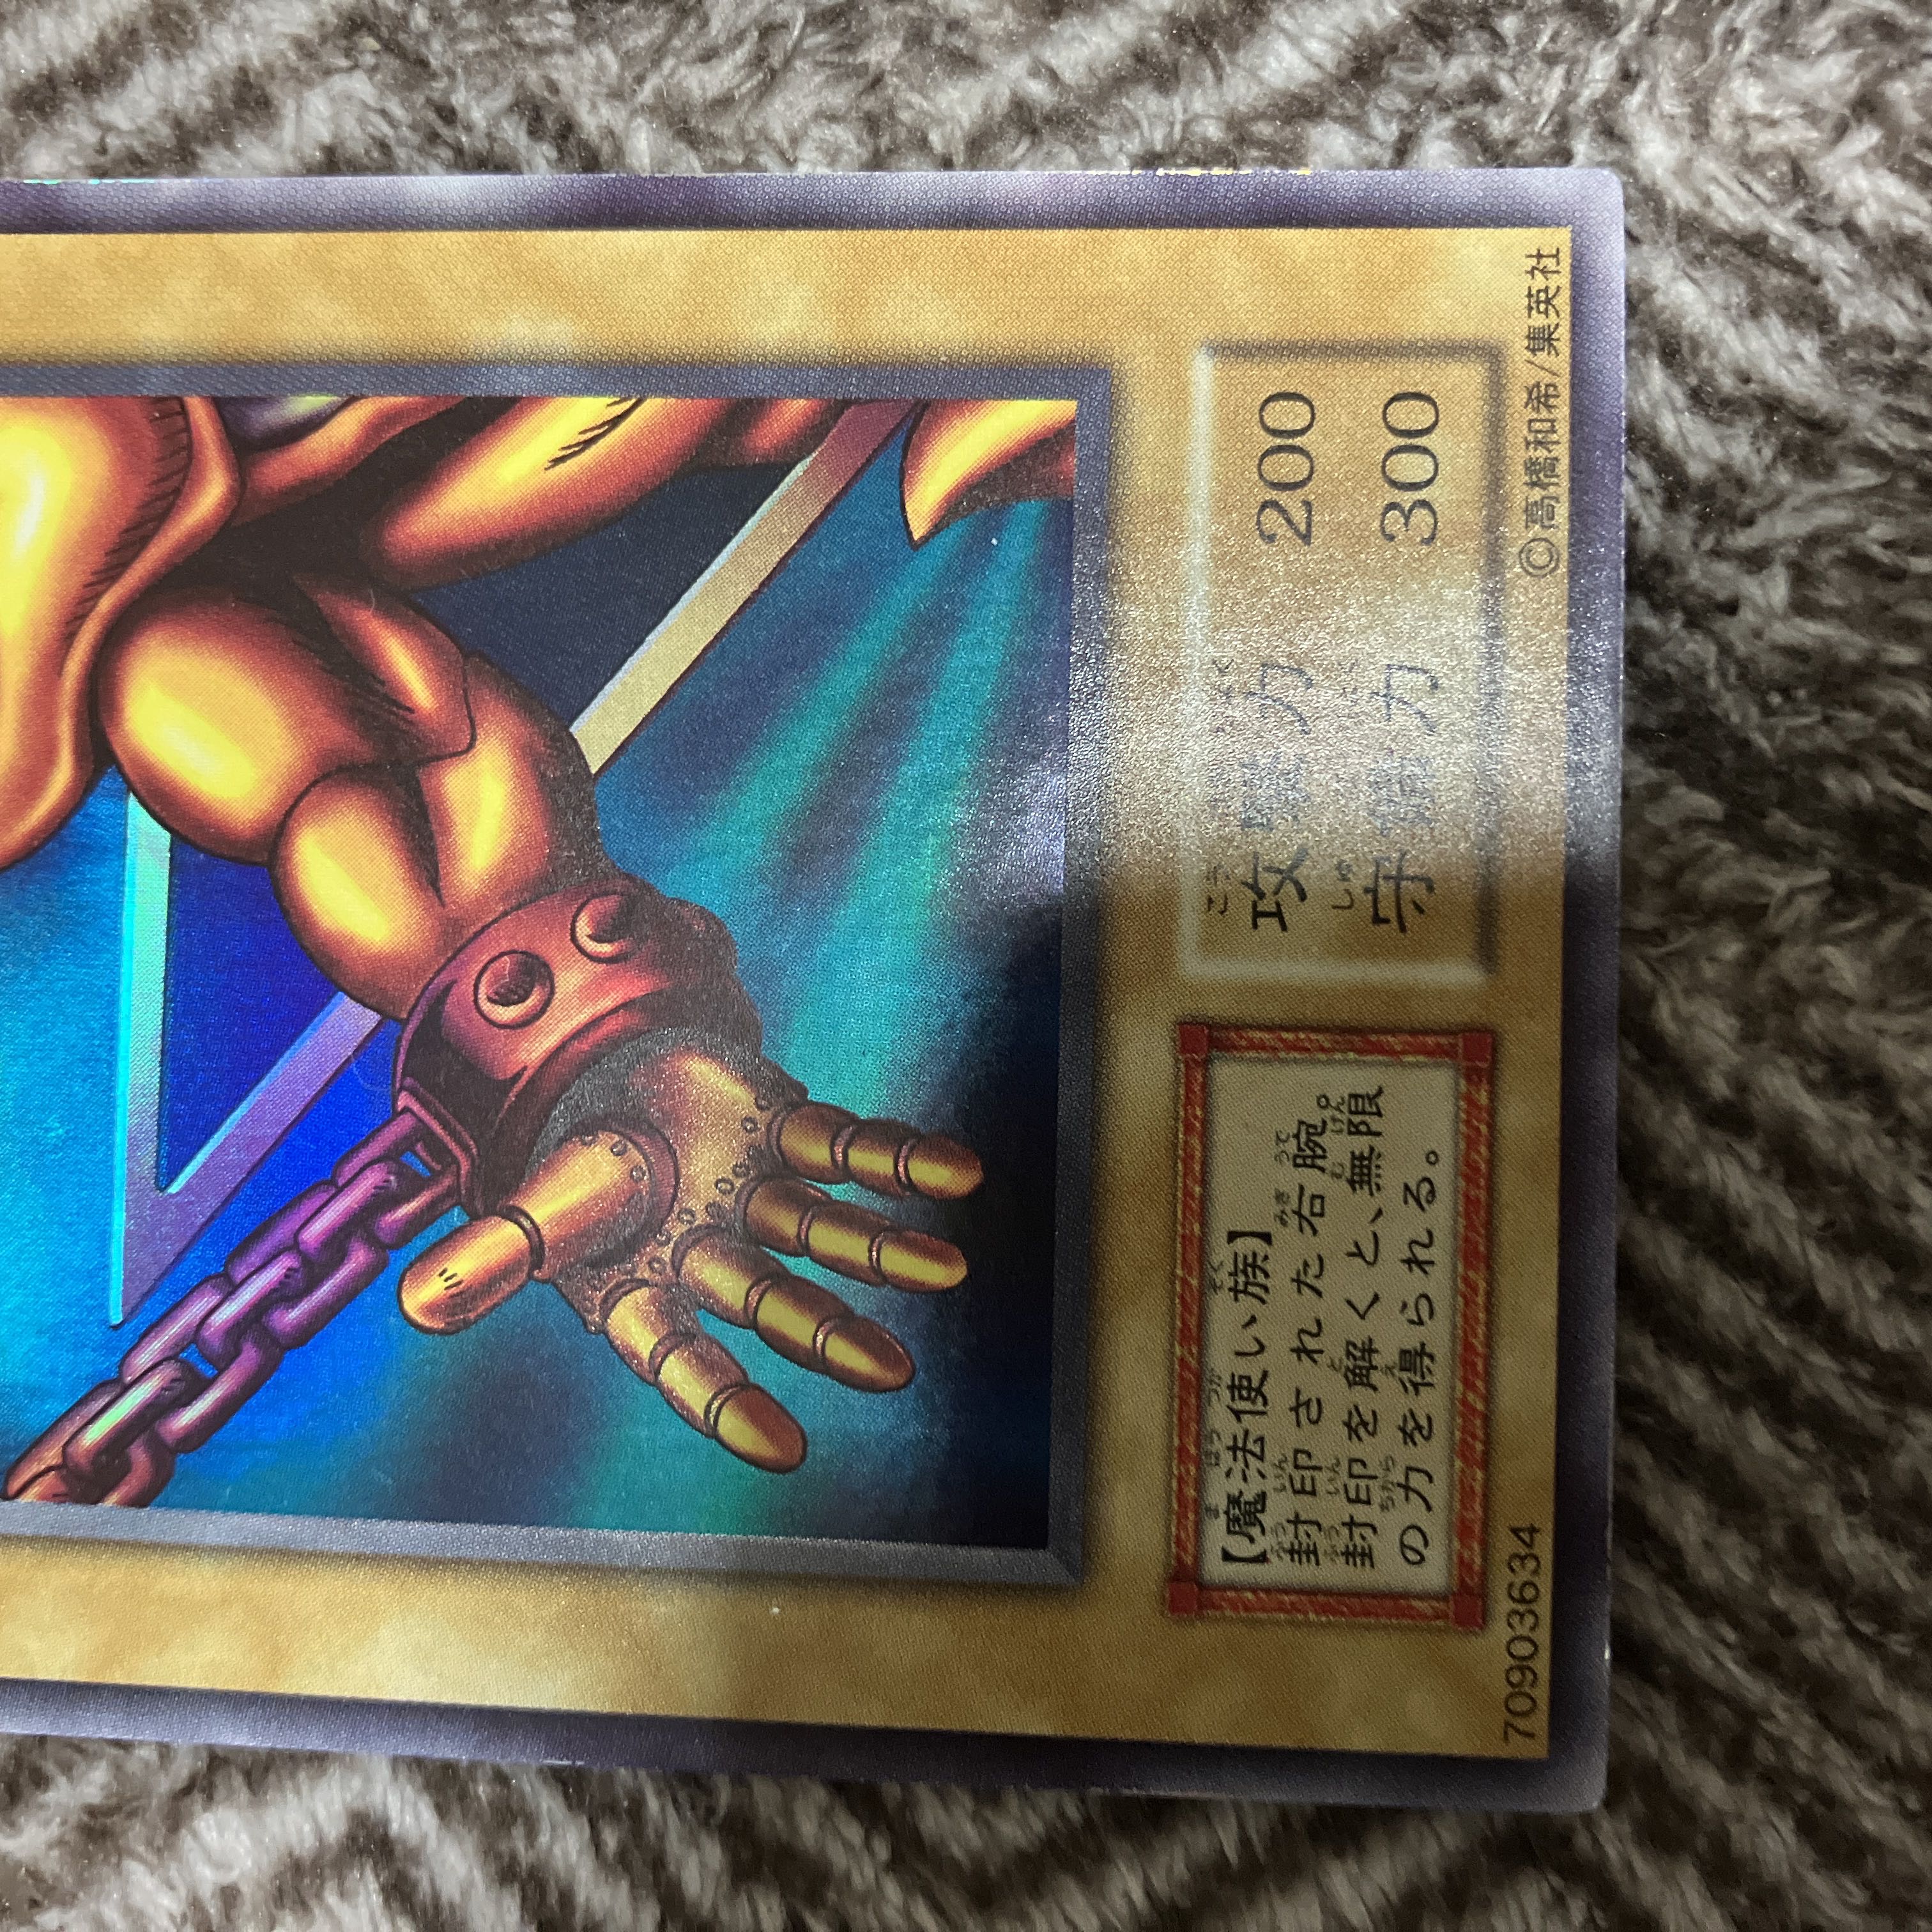 【魔法使い族】
封印された右腕。
封印を解くと、無限
の力を得られる。
攻撃力 200
守備力 300
70903634
©高橋和希/集英社